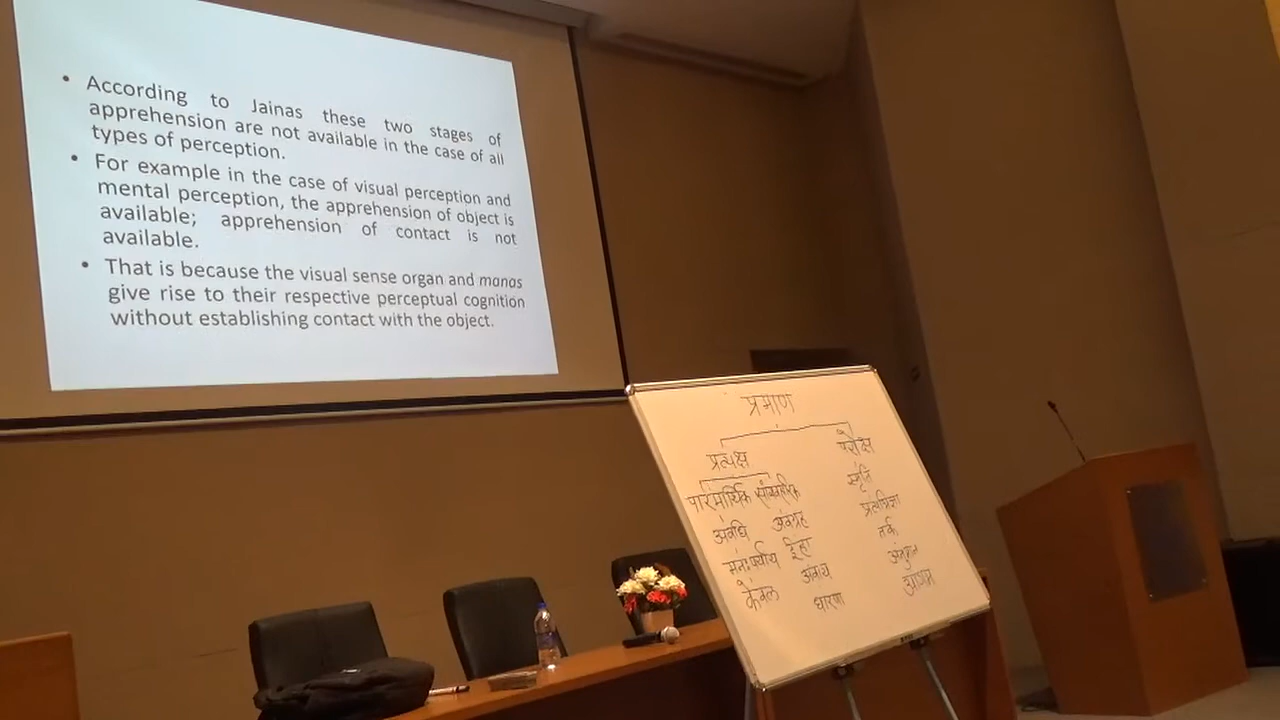 • According to Jainas these two stages of
apprehension are not available in the case of all
types of perception.
• For example in the case of visual perception and
mental perception, the apprehension of object is
available; apprehension of contact is not
available.
• That is because the visual sense organ and manas
give rise to their respective perceptual cognition
without establishing contact with the object.
प्रमाण
प्रत्यक्ष परोक्ष
पारमार्थिक स्मृति
अवधि अवग्रह प्रत्यभिज्ञा
मनःपर्याय ईहा तर्क
केवल अवाय अनुमान
धारणा आगम